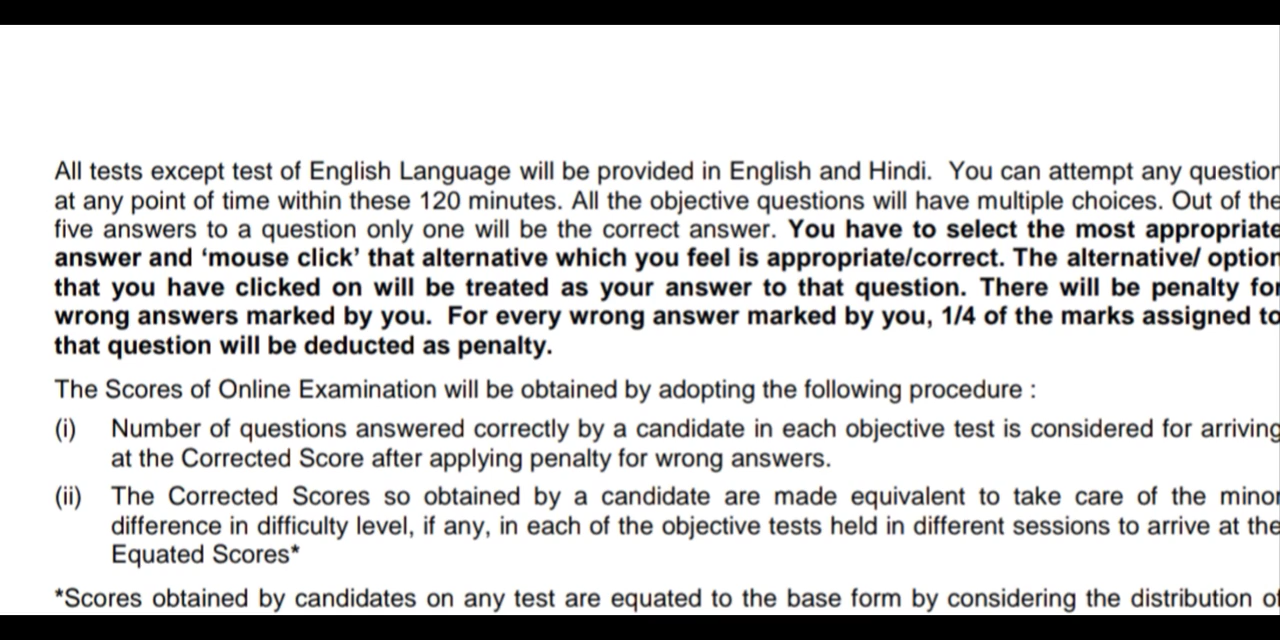 All tests except test of English Language will be provided in English and Hindi.  You can attempt any question
at any point of time within these 120 minutes. All the objective questions will have multiple choices. Out of the
five answers to a question only one will be the correct answer. You have to select the most appropriate
answer and ‘mouse click’ that alternative which you feel is appropriate/correct. The alternative/ option
that you have clicked on will be treated as your answer to that question. There will be penalty for
wrong answers marked by you.  For every wrong answer marked by you, 1/4 of the marks assigned to
that question will be deducted as penalty.
The Scores of Online Examination will be obtained by adopting the following procedure :
(i) Number of questions answered correctly by a candidate in each objective test is considered for arriving
at the Corrected Score after applying penalty for wrong answers.
(ii) The Corrected Scores so obtained by a candidate are made equivalent to take care of the minor
difference in difficulty level, if any, in each of the objective tests held in different sessions to arrive at the
Equated Scores*
*Scores obtained by candidates on any test are equated to the base form by considering the distribution of